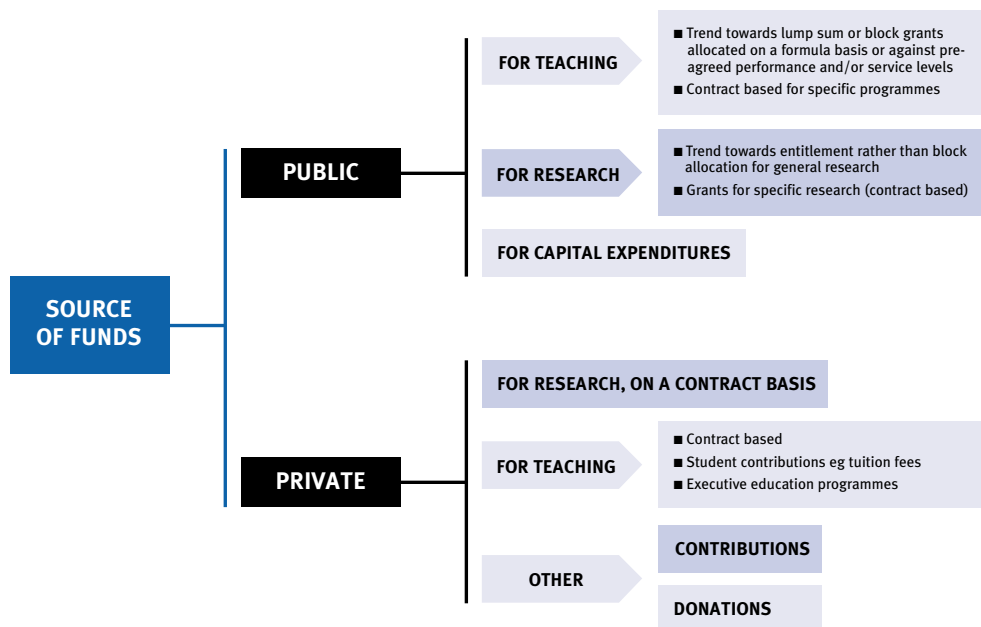 SOURCE
OF FUNDS
PUBLIC
FOR TEACHING
■ Trend towards lump sum or block grants
allocated on a formula basis or against pre-
agreed performance and/or service levels
■ Contract based for specific programmes
FOR RESEARCH
■ Trend towards entitlement rather than block
allocation for general research
■ Grants for specific research (contract based)
FOR CAPITAL EXPENDITURES
PRIVATE
FOR RESEARCH, ON A CONTRACT BASIS
FOR TEACHING
■ Contract based
■ Student contributions eg tuition fees
■ Executive education programmes
OTHER
CONTRIBUTIONS
DONATIONS